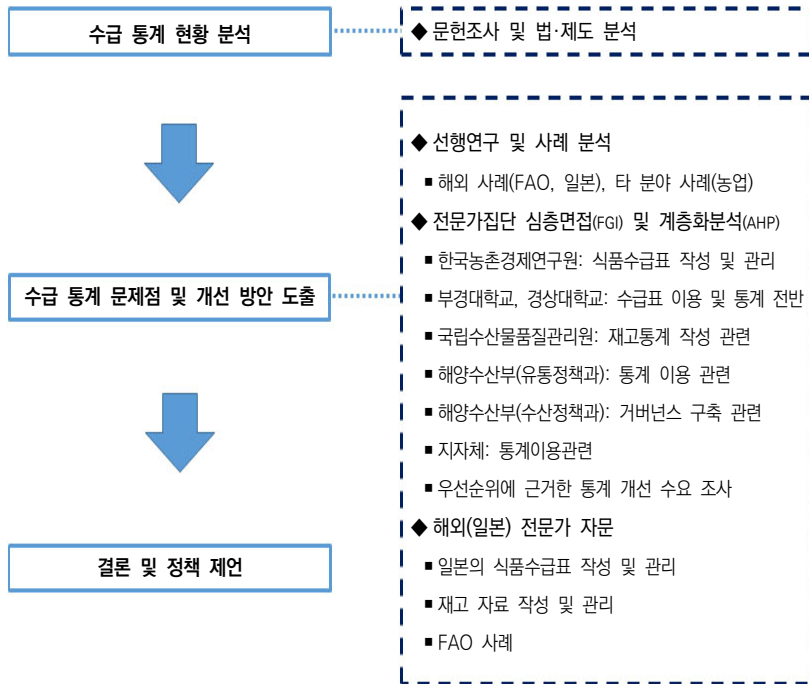 수급 통계 현황 분석
◆ 문헌조사 및 법·제도 분석
◆ 선행연구 및 사례 분석
■ 해외 사례(FAO, 일본), 타 분야 사례(농업)
◆ 전문가집단 심층면접(FGI) 및 계층화분석(AHP)
■ 한국농촌경제연구원: 식품수급표 작성 및 관리
수급 통계 문제점 및 개선 방안 도출
■ 부경대학교, 경상대학교: 수급표 이용 및 통계 전반
■ 국립수산물품질관리원: 재고통계 작성 관련
■ 해양수산부(유통정책과): 통계 이용 관련
■ 해양수산부(수산정책과): 거버넌스 구축 관련
■ 지자체: 통계이용관련
■ 우선순위에 근거한 통계 개선 수요 조사
◆ 해외(일본) 전문가 자문
결론 및 정책 제언
■ 일본의 식품수급표 작성 및 관리
■ 재고 자료 작성 및 관리
■ FAO 사례